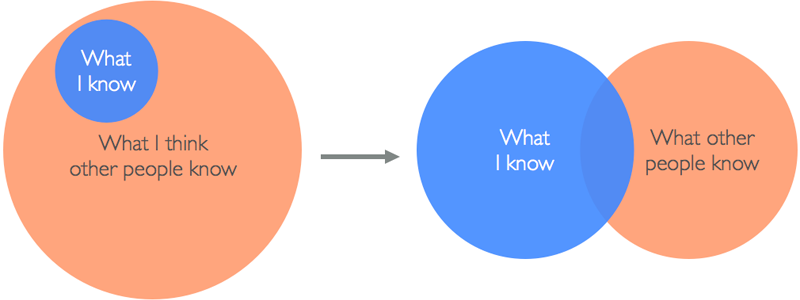 What
I know
What I think
other people know
What
I know
What other
people know